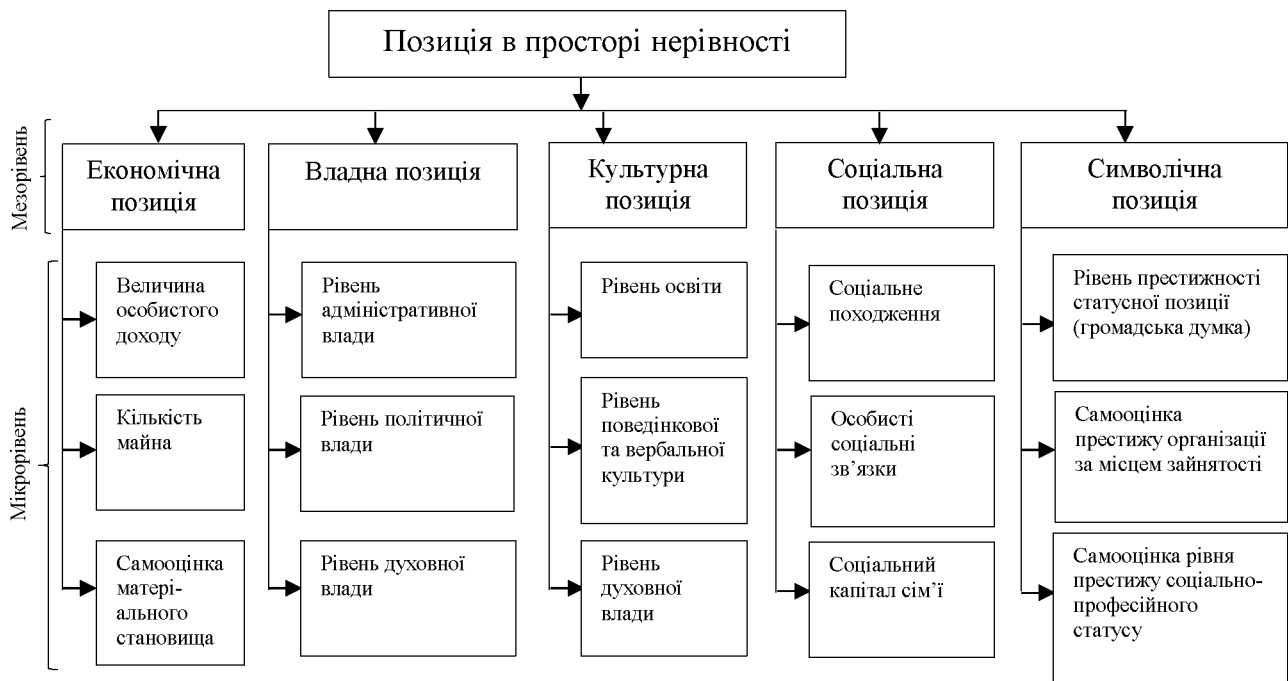 Позиція в просторі нерівності
Мезорівень
Економічна
позиція
Владна позиція
Культурна
позиція
Соціальна
позиція
Символічна
позиція
Мікрорівень
Величина
особистого
доходу
Рівень
адміністративної
влади
Рівень освіти
Соціальне
походження
Рівень престижності
статусної позиції
(громадська думка)
Кількість
майна
Рівень політичної
влади
Рівень
поведінкової
та вербальної
культури
Особисті
соціальні
зв’язки
Самооцінка
престижу організації
за місцем зайнятості
Самооцінка
матері-
ального
становища
Рівень духовної
влади
Рівень
духовної
влади
Соціальний
капітал сім’ї
Самооцінка рівня
престижу соціально-
професійного
статусу